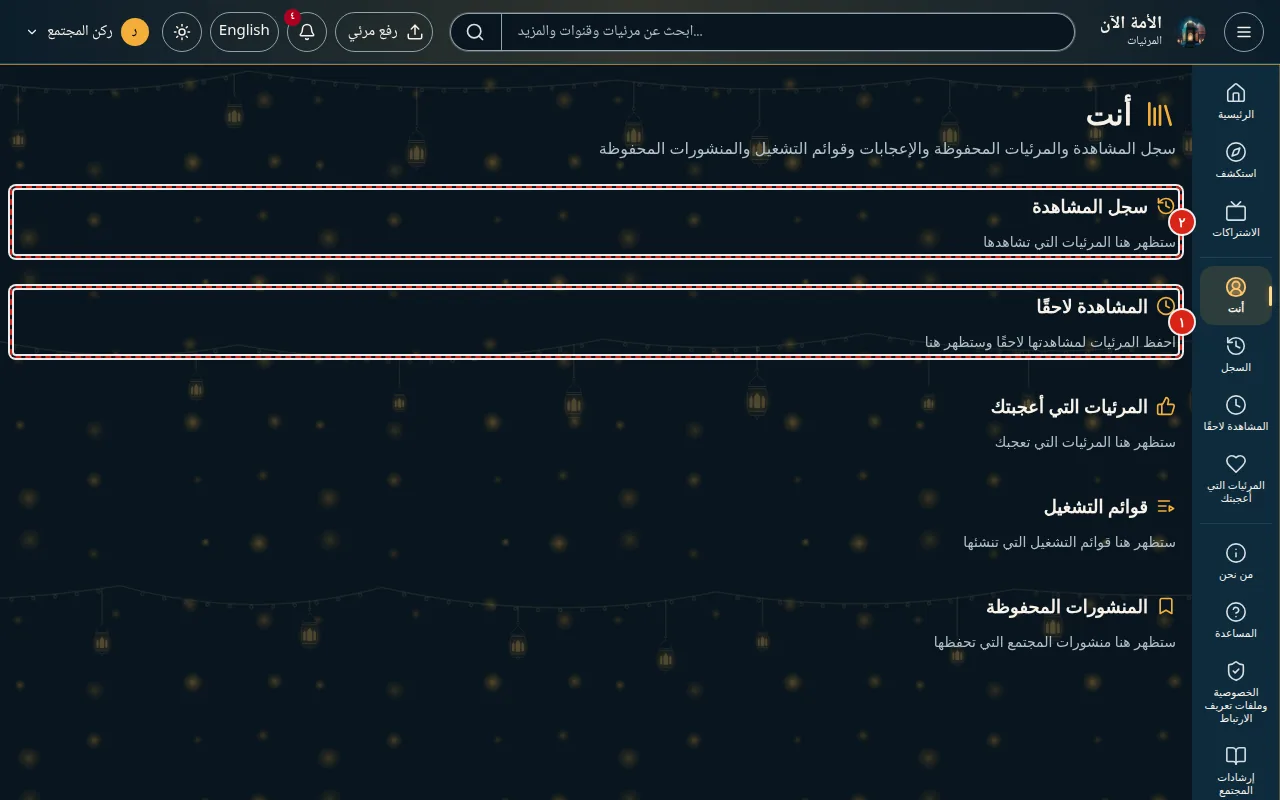 الأمة الآن
المرئيات
ابحث عن مرئيات وقنوات والمزيد...
رفع مرئي
٤
English
ر
ركن المجتمع
الرئيسية
استكشف
الاشتراكات
أنت
السجل
المشاهدة لاحقًا
المرئيات التي
أعجبتك
من نحن
المساعدة
الخصوصية
وملفات تعريف
الارتباط
إرشادات
المجتمع
أنت
سجل المشاهدة والمرئيات المحفوظة والإعجابات وقوائم التشغيل والمنشورات المحفوظة
سجل المشاهدة
٢
ستظهر هنا المرئيات التي تشاهدها
المشاهدة لاحقًا
١
احفظ المرئيات لمشاهدتها لاحقًا وستظهر هنا
المرئيات التي أعجبتك
ستظهر هنا المرئيات التي تعجبك
قوائم التشغيل
ستظهر هنا قوائم التشغيل التي تنشئها
المنشورات المحفوظة
ستظهر هنا منشورات المجتمع التي تحفظها